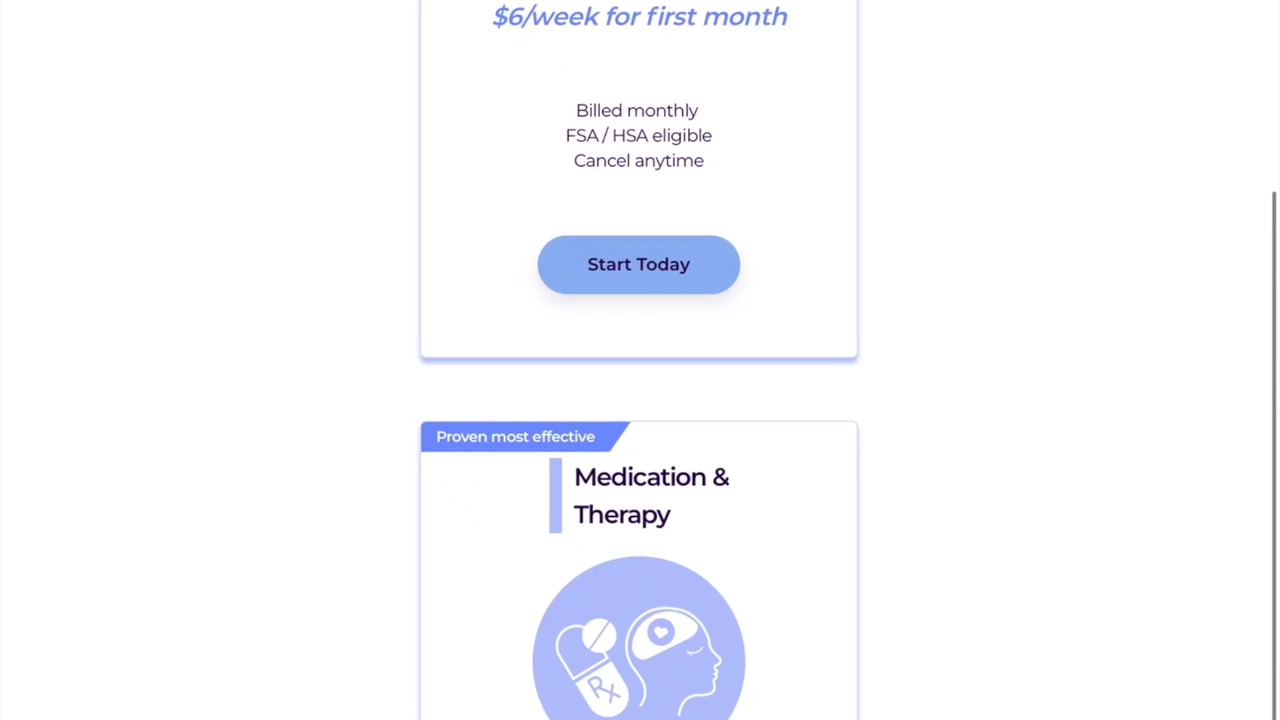 $6/week for first month
Billed monthly
FSA / HSA eligible
Cancel anytime
Start Today
Proven most effective
Medication &
Therapy
Rx